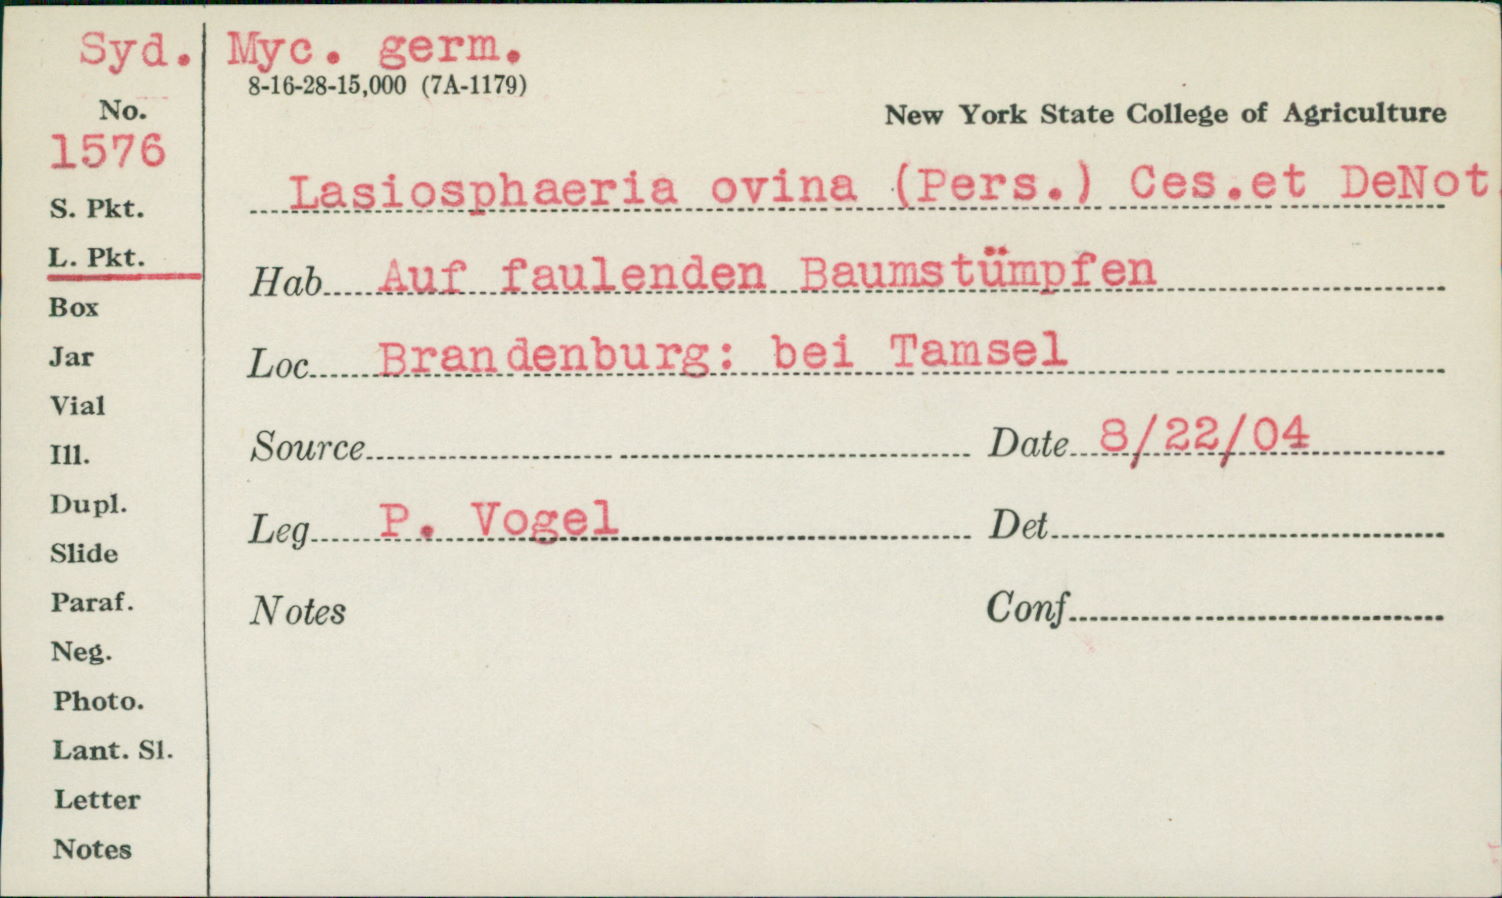 Syd. Myc. germ.
8-16-28-15,000 (7A-1179)
No.
New York State College of Agriculture
1576
Lasiosphaeria ovina (Pers.) Ces.et DeNot
S. Pkt.
L. Pkt.
Hab Auf faulenden Baumstümpfen
Box
Jar
Loc Brandenburg: bei Tamsel
Vial
Ill.
Source Date 8/22/04
Dupl.
Leg P. Vogel Det
Slide
Paraf.
Notes Conf
Neg.
Photo.
Lant. Sl.
Letter
Notes